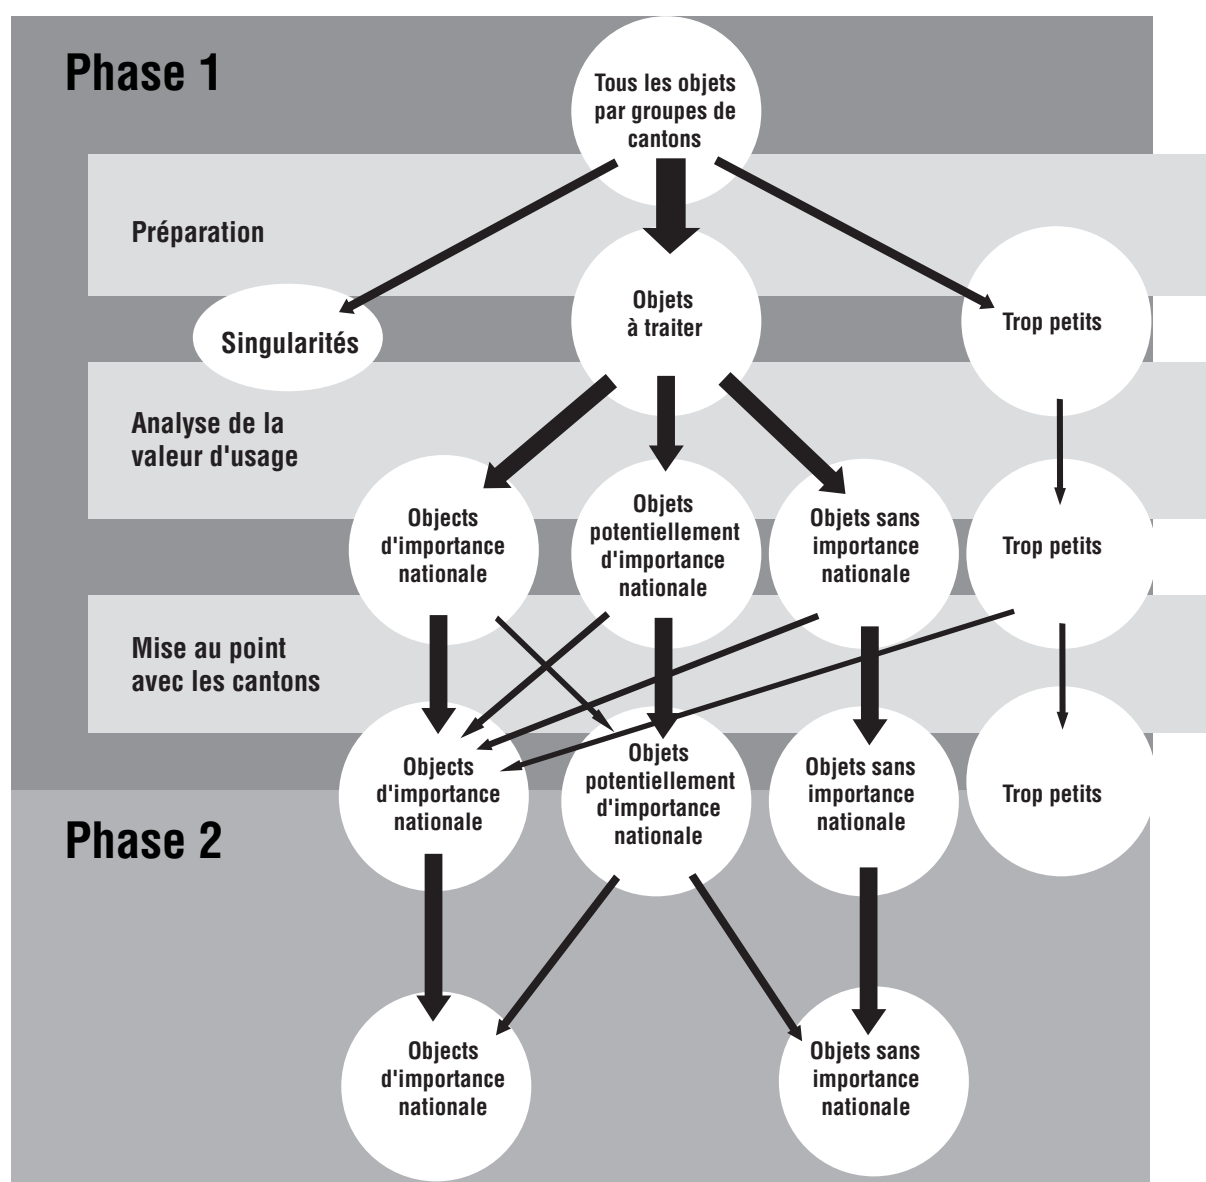 Phase 1
Tous les objets
par groupes de
cantons
Préparation
Objets
à traiter
Singularités
Trop petits
Analyse de la
valeur d'usage
Objects
d'importance
nationale
Objets
potentiellement
d'importance
nationale
Objets sans
importance
nationale
Trop petits
Mise au point
avec les cantons
Objects
d'importance
nationale
Objets
potentiellement
d'importance
nationale
Objets sans
importance
nationale
Trop petits
Phase 2
Objects
d'importance
nationale
Objets sans
importance
nationale